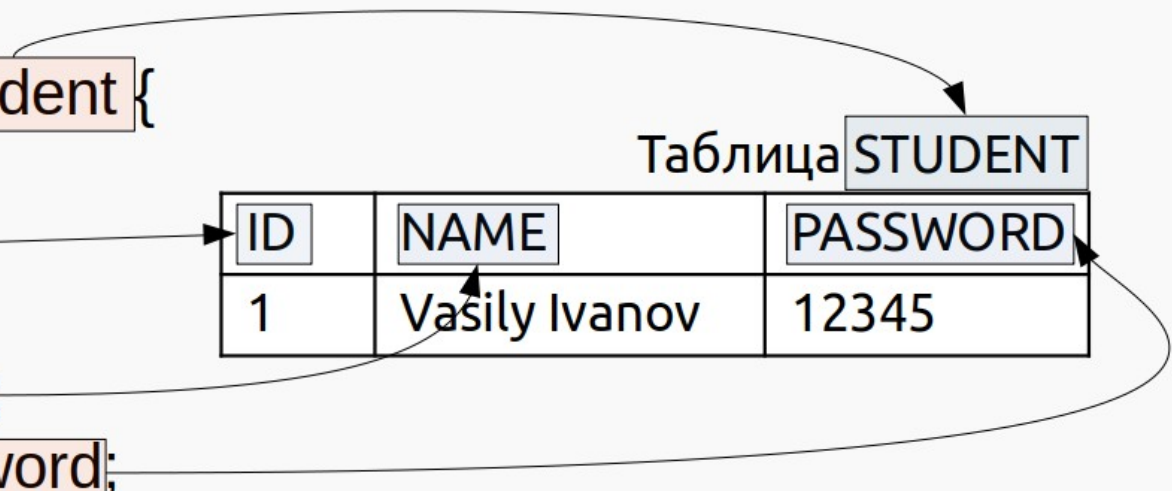 dent {
Таблица STUDENT
ID NAME PASSWORD
1 Vasily Ivanov 12345
word;